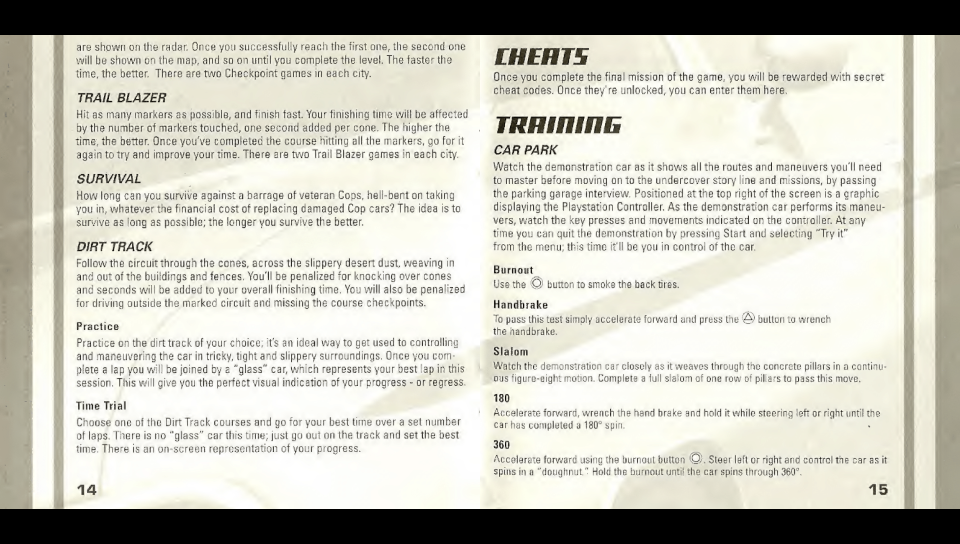 are shown on the radar. Once you successfully reach the first one, the second one
will be shown on the map, and so on until you complete the level. The faster the
time, the better. There are two Checkpoint games in each city.
TRAIL BLAZER
Hit as many markers as possible, and finish fast. Your finishing time will be affected
by the number of markers touched, one second added per cone. The higher the
time, the better. Once you've completed the course hitting all the markers, go for it
again to try and improve your time. There are two Trail Blazer games in each city.
SURVIVAL
How long can you survive against a barrage of veteran Cops, hell-bent on taking
you in, whatever the financial cost of replacing damaged Cop cars? The idea is to
survive as long as possible; the longer you survive the better.
DIRT TRACK
Follow the circuit through the cones, across the slippery desert dust, weaving in
and out of the buildings and fences. You'll be penalized for knocking over cones
and seconds will be added to your overall finishing time. You will also be penalized
for driving outside the marked circuit and missing the course checkpoints.
Practice
Practice on the dirt track of your choice; it's an ideal way to get used to controlling
and maneuvering the car in tricky, tight and slippery surroundings. Once you com-
plete a lap you will be joined by a "glass" car, which represents your best lap in this
session. This will give you the perfect visual indication of your progress - or regress.
Time Trial
Choose one of the Dirt Track courses and go for your best time over a set number
of laps. There is no "glass" car this time; just go out on the track and set the best
time. There is an on-screen representation of your progress.
14
CHEATS
Once you complete the final mission of the game, you will be rewarded with secret
cheat codes. Once they're unlocked, you can enter them here.
TRAINING
CAR PARK
Watch the demonstration car as it shows all the routes and maneuvers you'll need
to master before moving on to the undercover story line and missions, by passing
the parking garage interview. Positioned at the top right of the screen is a graphic
displaying the Playstation Controller. As the demonstration car performs its maneu-
vers, watch the key presses and movements indicated on the controller. At any
time you can quit the demonstration by pressing Start and selecting "Try it"
from the menu; this time it'll be you in control of the car.
Burnout
Use the ◯ button to smoke the back tires.
Handbrake
To pass this test simply accelerate forward and press the △ button to wrench
the handbrake.
Slalom
Watch the demonstration car closely as it weaves through the concrete pillars in a continu-
ous figure-eight motion. Complete a full slalom of one row of pillars to pass this move.
180
Accelerate forward, wrench the hand brake and hold it while steering left or right until the
car has completed a 180° spin.
360
Accelerate forward using the burnout button ◯. Steer left or right and control the car as it
spins in a "doughnut." Hold the burnout until the car spins through 360°.
15